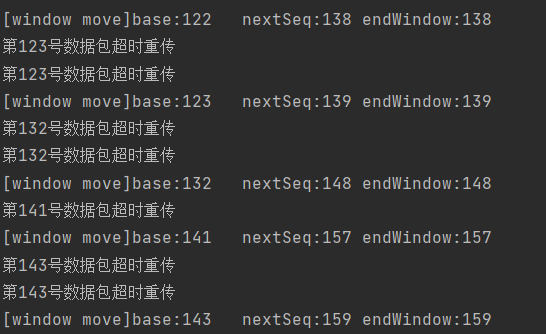 [window move]base:122   nextSeq:138 endWindow:138
第123号数据包超时重传
第123号数据包超时重传
[window move]base:123   nextSeq:139 endWindow:139
第132号数据包超时重传
第132号数据包超时重传
[window move]base:132   nextSeq:148 endWindow:148
第141号数据包超时重传
[window move]base:141   nextSeq:157 endWindow:157
第143号数据包超时重传
第143号数据包超时重传
[window move]base:143   nextSeq:159 endWindow:159